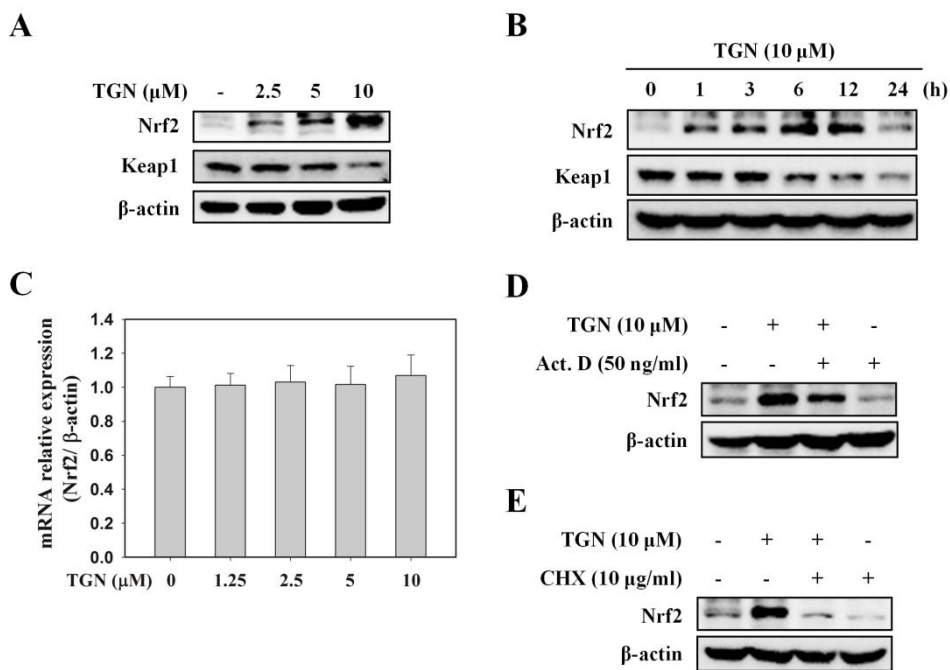 A
TGN (μM) - 2.5 5 10
Nrf2
Keap1
β-actin
B
TGN (10 μM)
0 1 3 6 12 24 (h)
Nrf2
Keap1
β-actin
C
mRNA relative expression
(Nrf2/ β-actin)
1.4
1.2
1.0
0.8
0.6
0.4
0.2
0.0
TGN (μM) 0 1.25 2.5 5 10
D
TGN (10 μM) - + + -
Act. D (50 ng/ml) - - + +
Nrf2
β-actin
E
TGN (10 μM) - + + -
CHX (10 μg/ml) - - + +
Nrf2
β-actin